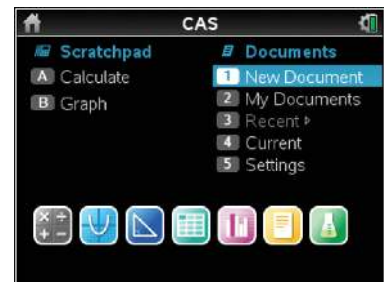 CAS
Scratchpad
A Calculate
B Graph
Documents
1 New Document
2 My Documents
3 Recent ▸
4 Current
5 Settings